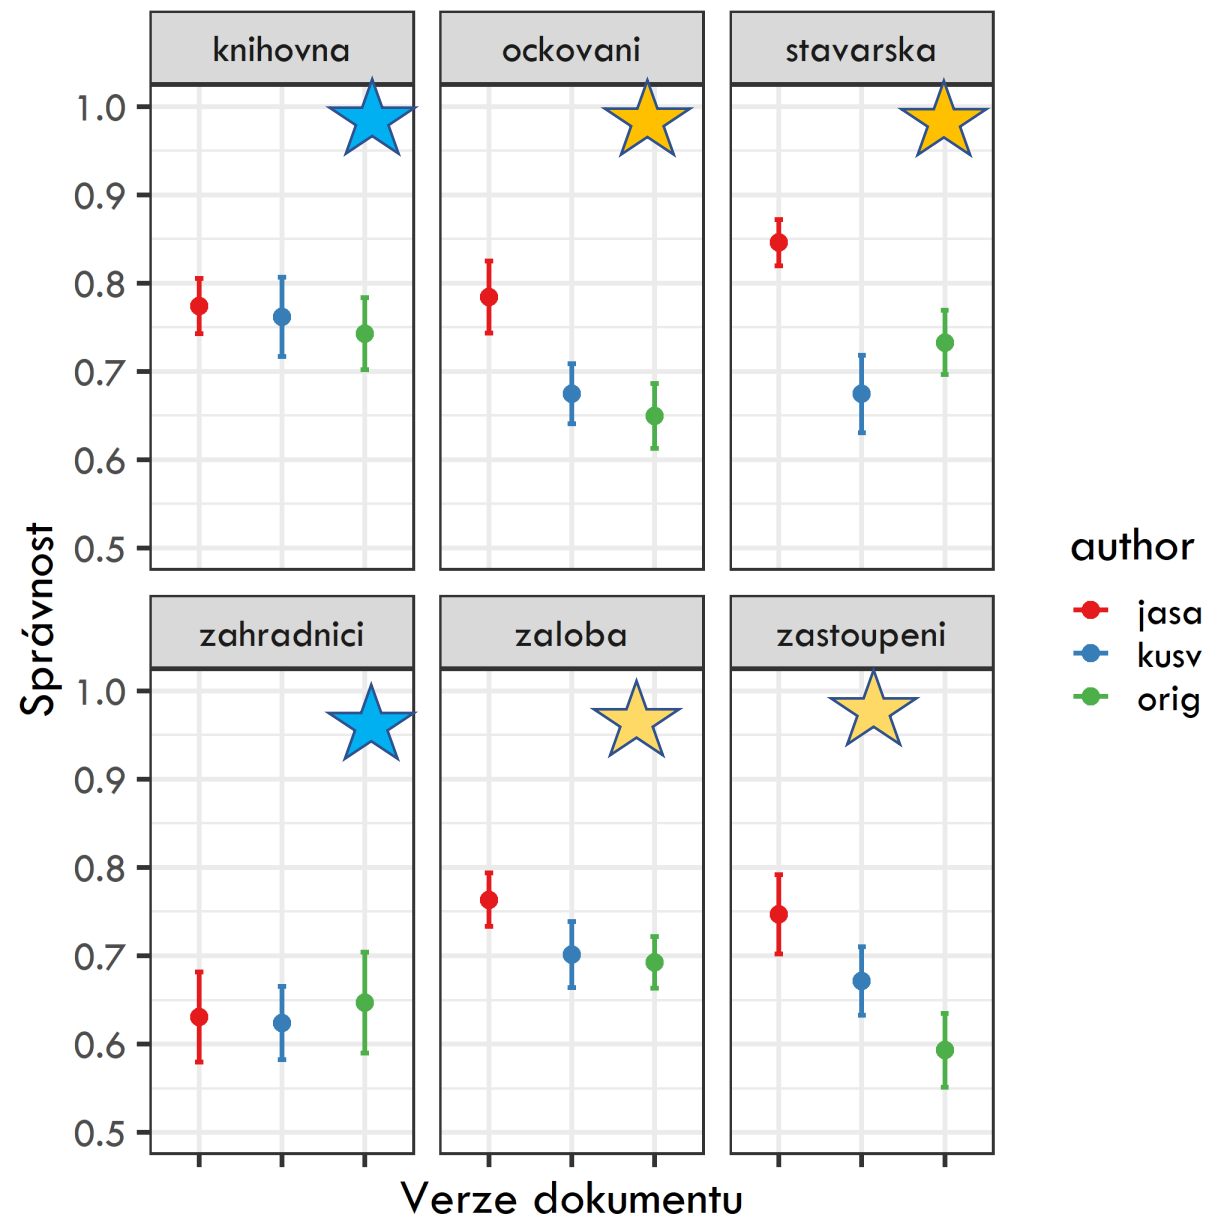 knihovna
ockovani
stavarska
1.0
0.9
0.8
0.7
0.6
0.5
zahradnici
zaloba
zastoupeni
1.0
0.9
0.8
0.7
0.6
0.5
Správnost
Verze dokumentu
author
jasa
kusv
orig